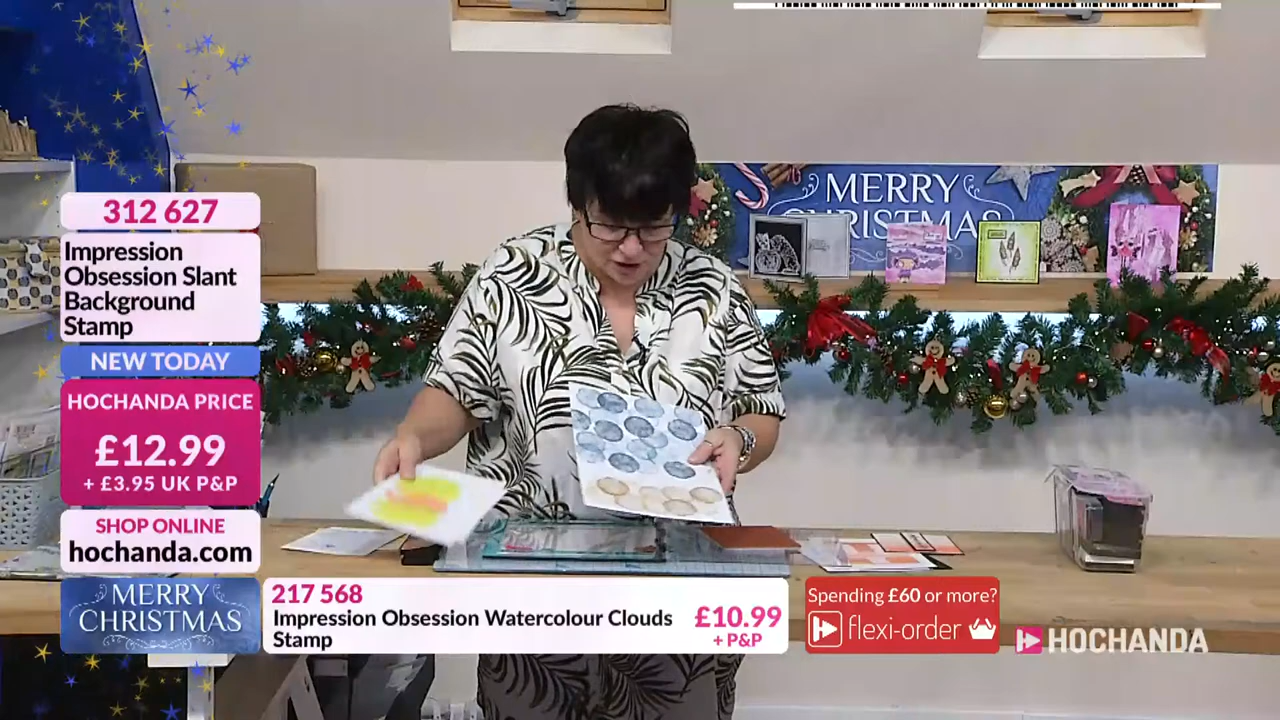 MERRY
CHRISTMAS
312 627
Impression
Obsession Slant
Background
Stamp
NEW TODAY
HOCHANDA PRICE
£12.99
+ £3.95 UK P&P
SHOP ONLINE
hochanda.com
MERRY
CHRISTMAS
217 568
Impression Obsession Watercolour Clouds
Stamp
£10.99
+ P&P
Spending £60 or more?
flexi-order
HOCHANDA